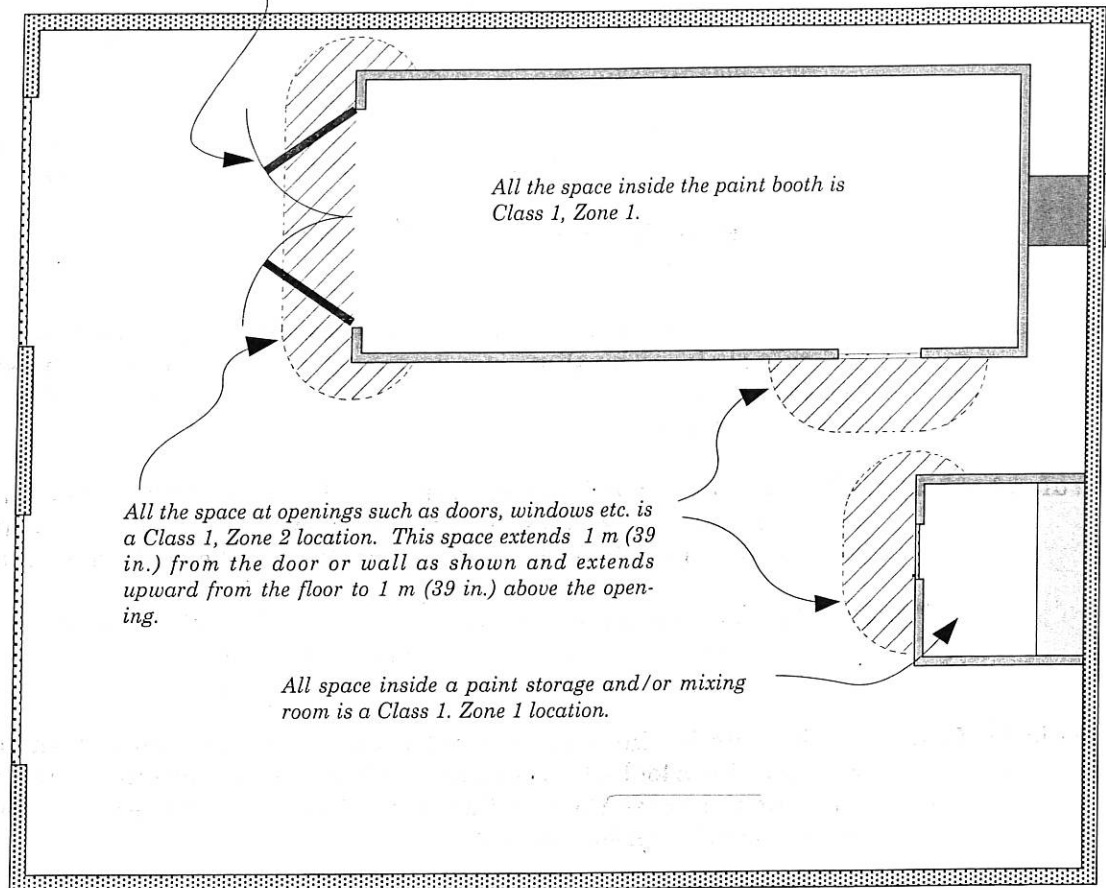 All the space inside the paint booth is
Class 1, Zone 1.
All the space at openings such as doors, windows etc. is
a Class 1, Zone 2 location. This space extends 1 m (39
in.) from the door or wall as shown and extends
upward from the floor to 1 m (39 in.) above the open-
ing.
All space inside a paint storage and/or mixing
room is a Class 1. Zone 1 location.